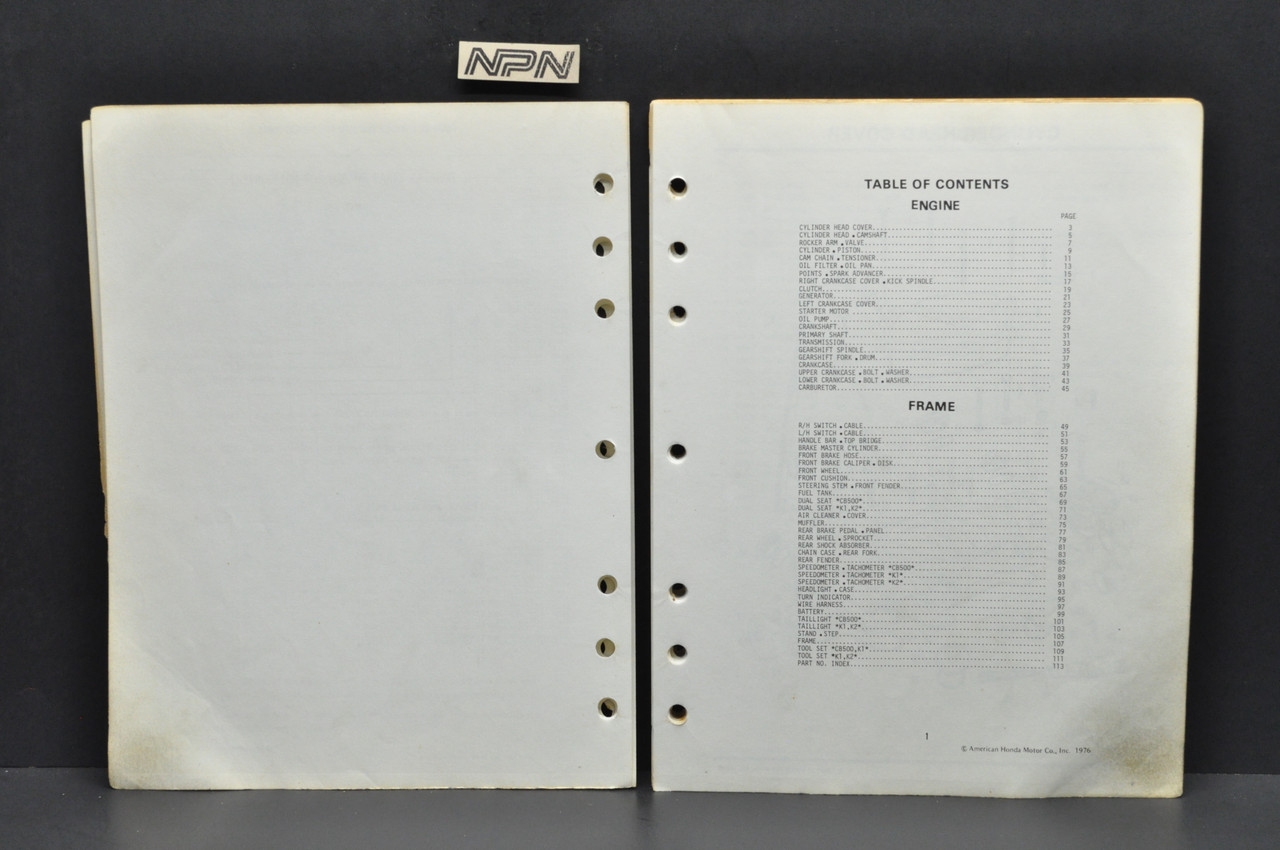 NPN
TABLE OF CONTENTS
ENGINE
PAGE
CYLINDER HEAD COVER 3
CYLINDER HEAD • CAMSHAFT 5
ROCKER ARM • VALVE 7
CYLINDER • PISTON 9
CAM CHAIN • TENSIONER 11
OIL FILTER • OIL PAN 13
POINTS • SPARK ADVANCER 15
RIGHT CRANKCASE COVER • KICK SPINDLE 17
CLUTCH 19
GENERATOR 21
LEFT CRANKCASE COVER 23
STARTER MOTOR 25
OIL PUMP 27
CRANKSHAFT 29
PRIMARY SHAFT 31
TRANSMISSION 33
GEARSHIFT SPINDLE 35
GEARSHIFT FORK • DRUM 37
CRANKCASE 39
UPPER CRANKCASE • BOLT • WASHER 41
LOWER CRANKCASE • BOLT • WASHER 43
CARBURETOR 45
FRAME
R/H SWITCH • CABLE 49
L/H SWITCH • CABLE 51
HANDLE BAR • TOP BRIDGE 53
BRAKE MASTER CYLINDER 55
FRONT BRAKE HOSE 57
FRONT BRAKE CALIPER • DISK 59
FRONT WHEEL 61
FRONT CUSHION 63
STEERING STEM • FRONT FENDER 65
FUEL TANK 67
DUAL SEAT *CB500* 69
DUAL SEAT *K1,K2* 71
AIR CLEANER • COVER 73
MUFFLER 75
REAR BRAKE PEDAL • PANEL 77
REAR WHEEL • SPROCKET 79
REAR SHOCK ABSORBER 81
CHAIN CASE • REAR FORK 83
REAR FENDER 85
SPEEDOMETER • TACHOMETER *CB500* 87
SPEEDOMETER • TACHOMETER *K1* 89
SPEEDOMETER • TACHOMETER *K2* 91
HEADLIGHT • CASE 93
TURN INDICATOR 95
WIRE HARNESS 97
BATTERY 99
TAILLIGHT *CB500* 101
TAILLIGHT *K1,K2* 103
STAND • STEP 105
FRAME 107
TOOL SET *CB500,K1* 109
TOOL SET *K1,K2* 111
PART NO. INDEX 113
1
© American Honda Motor Co., Inc. 1976